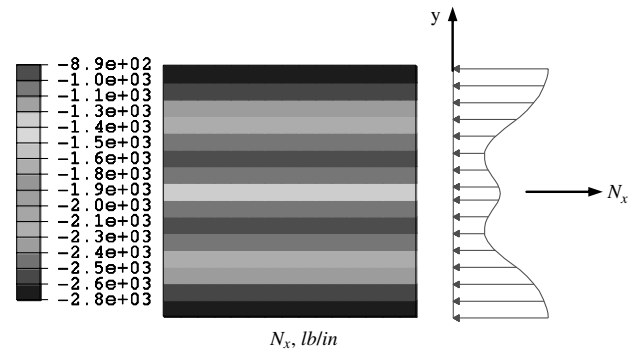 y
-8.9e+02
-1.0e+03
-1.1e+03
-1.3e+03
-1.4e+03
-1.5e+03
-1.6e+03
-1.8e+03
-1.9e+03
-2.0e+03
-2.1e+03
-2.3e+03
-2.4e+03
-2.5e+03
-2.6e+03
-2.8e+03
Nₓ
Nₓ, lb/in